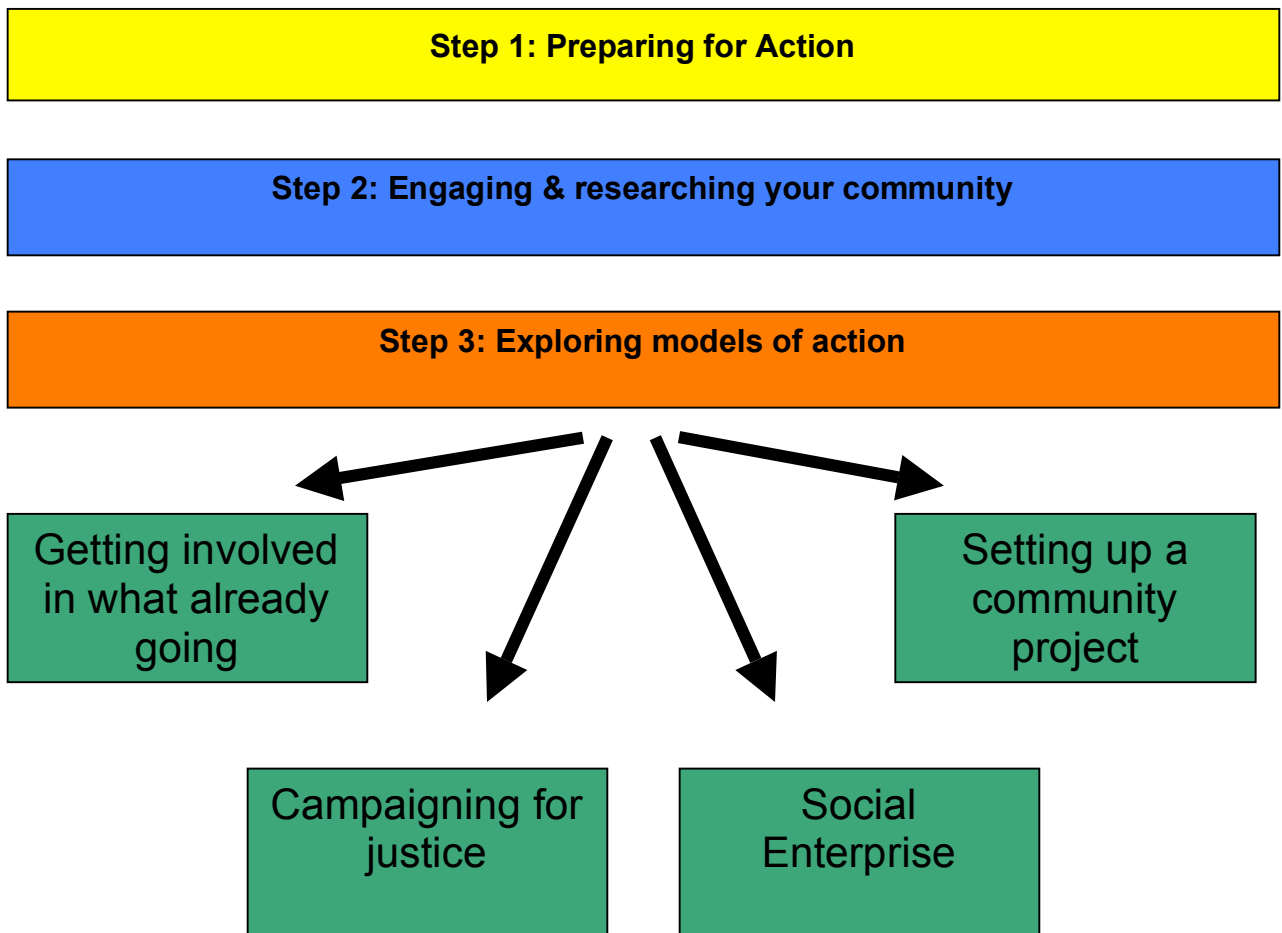 Step 1: Preparing for Action
Step 2: Engaging & researching your community
Step 3: Exploring models of action
Getting involved
in what already
going
Setting up a
community
project
Campaigning for
justice
Social
Enterprise